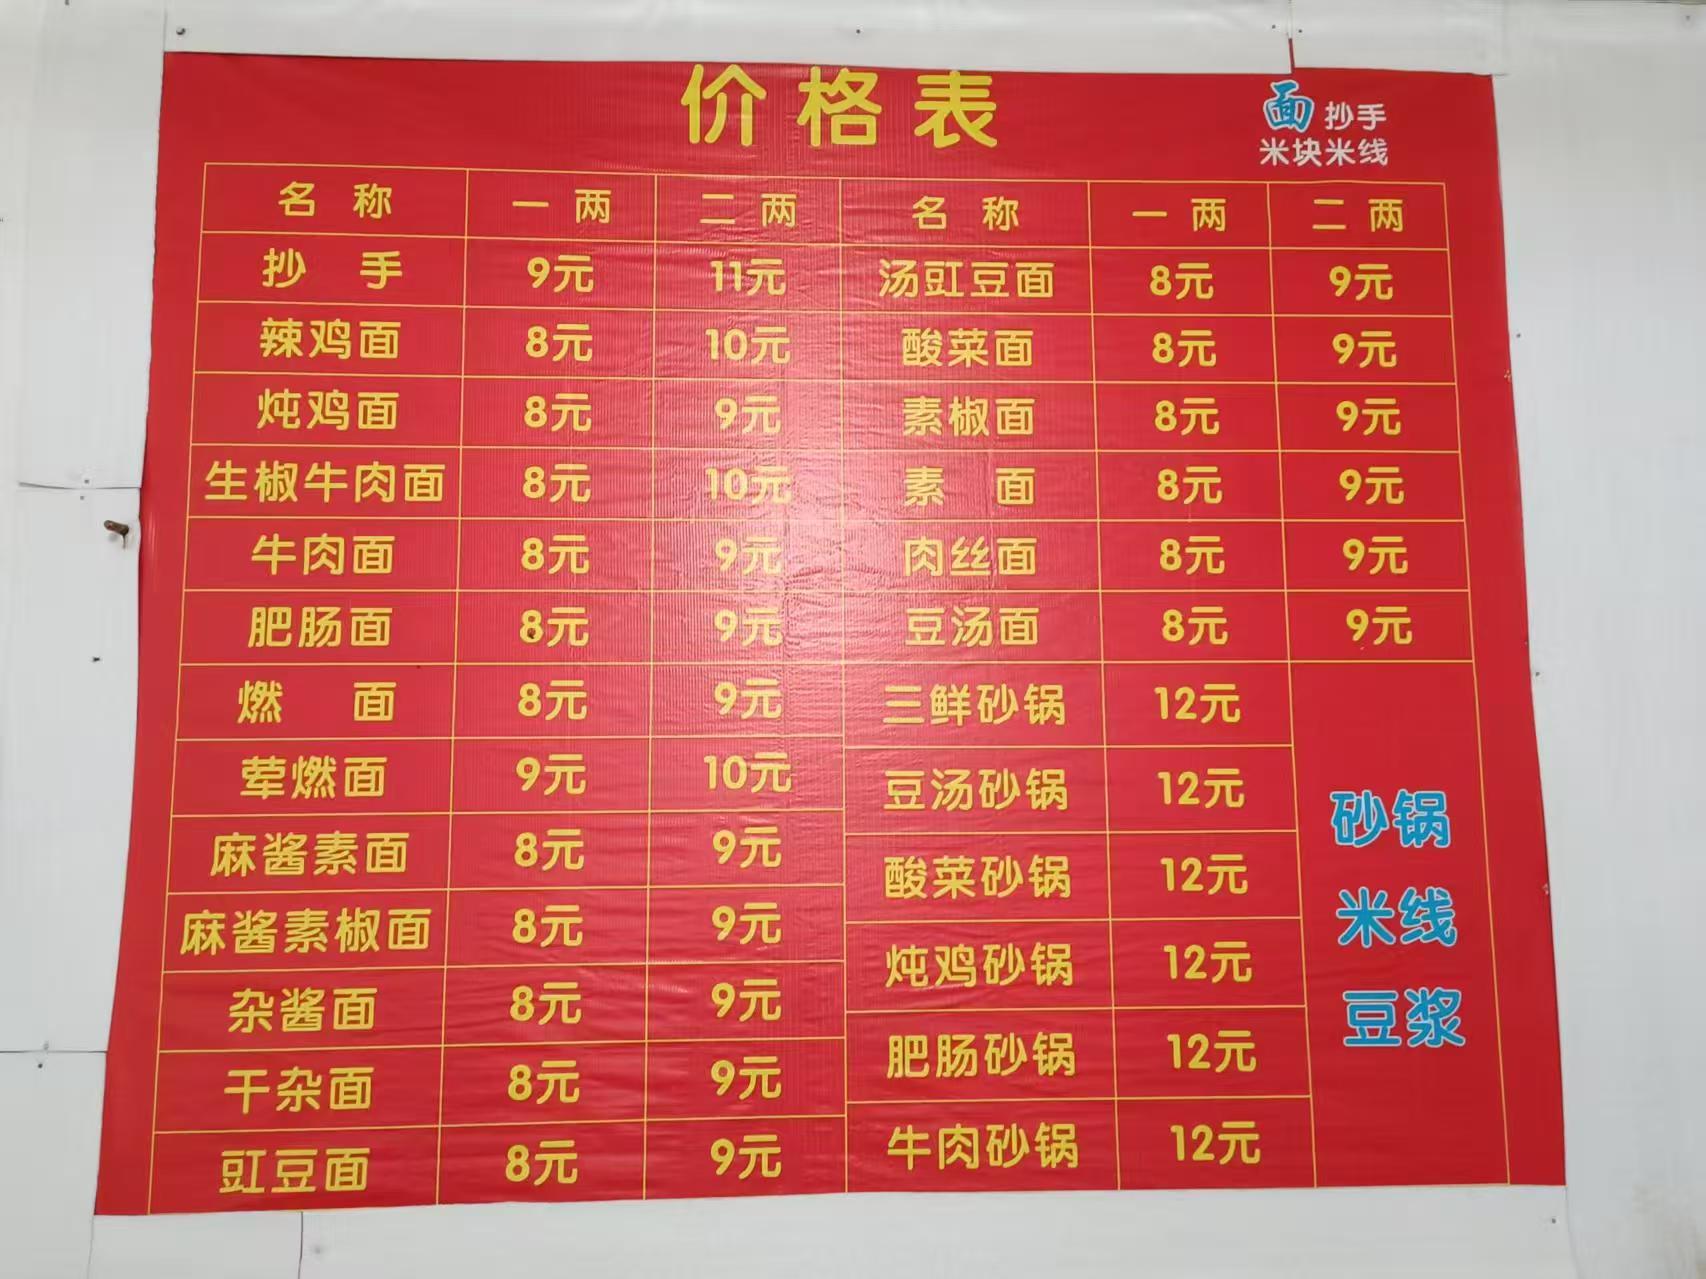 价格表
面 抄手
米块米线
名称 一两 二两 名称 一两 二两
抄手 9元 11元 汤豇豆面 8元 9元
辣鸡面 8元 10元 酸菜面 8元 9元
炖鸡面 8元 9元 素椒面 8元 9元
生椒牛肉面 8元 10元 素面 8元 9元
牛肉面 8元 9元 肉丝面 8元 9元
肥肠面 8元 9元 豆汤面 8元 9元
燃面 8元 9元 三鲜砂锅 12元
荤燃面 9元 10元 豆汤砂锅 12元
麻酱素面 8元 9元 酸菜砂锅 12元
麻酱素椒面 8元 9元 炖鸡砂锅 12元
杂酱面 8元 9元 肥肠砂锅 12元
干杂面 8元 9元 牛肉砂锅 12元
豇豆面 8元 9元
砂锅
米线
豆浆